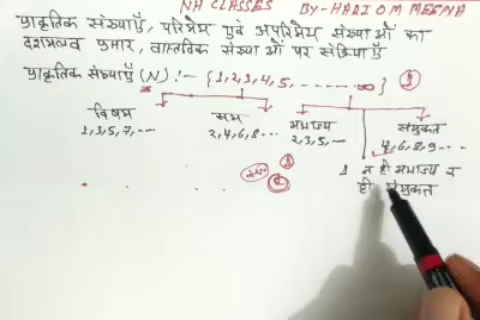 NH CLASSES BY-HARIOM MEENA
प्राकृतिक संख्याएँ, परिमेय एवं अपरिमेय संख्याओं का
दशमलव प्रसार, वास्तविक संख्याओं पर संक्रियाएँ
प्राकृतिक संख्याएँ (N) :- {1,2,3,4,5, ........ ∞}
विषम सम अभाज्य संयुक्त
1,3,5,7,--- 2,4,6,8... 2,3,5,--- 4,6,8,9---
1 न ही अभाज्य न
ही संयुक्त